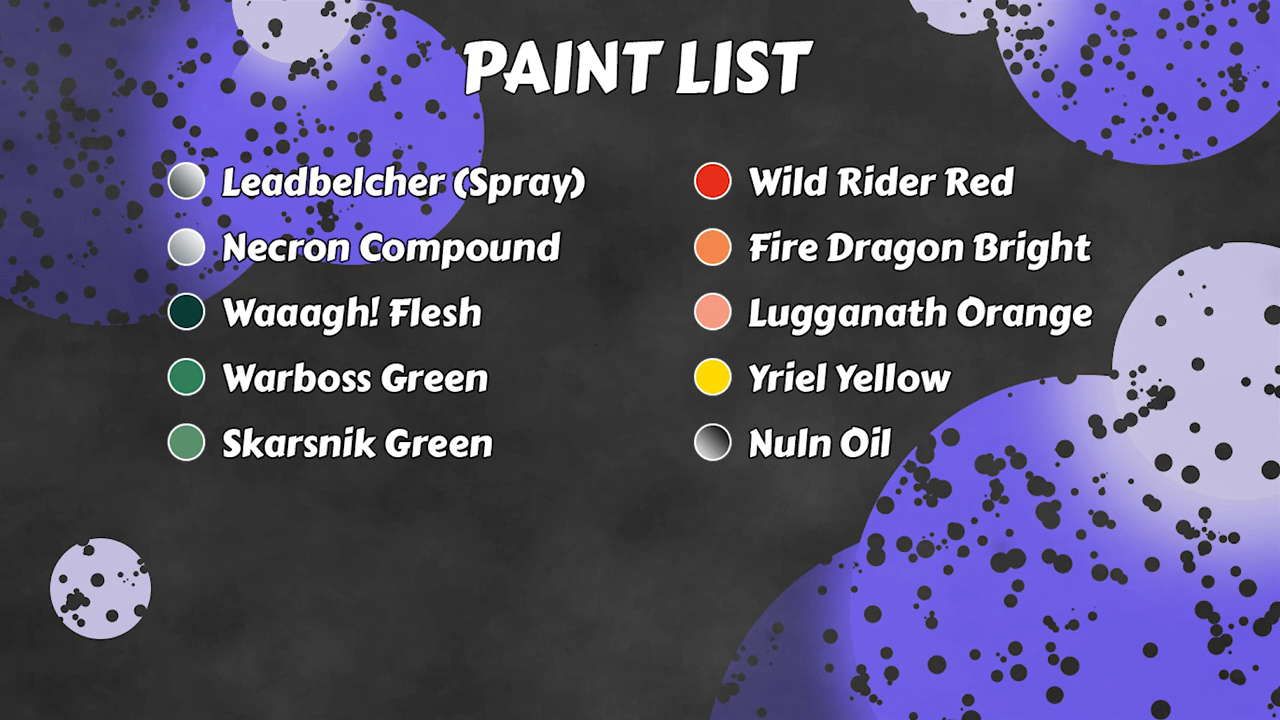 PAINT LIST
Leadbelcher (Spray)
Necron Compound
Waaagh! Flesh
Warboss Green
Skarsnik Green
Wild Rider Red
Fire Dragon Bright
Lugganath Orange
Yriel Yellow
Nuln Oil